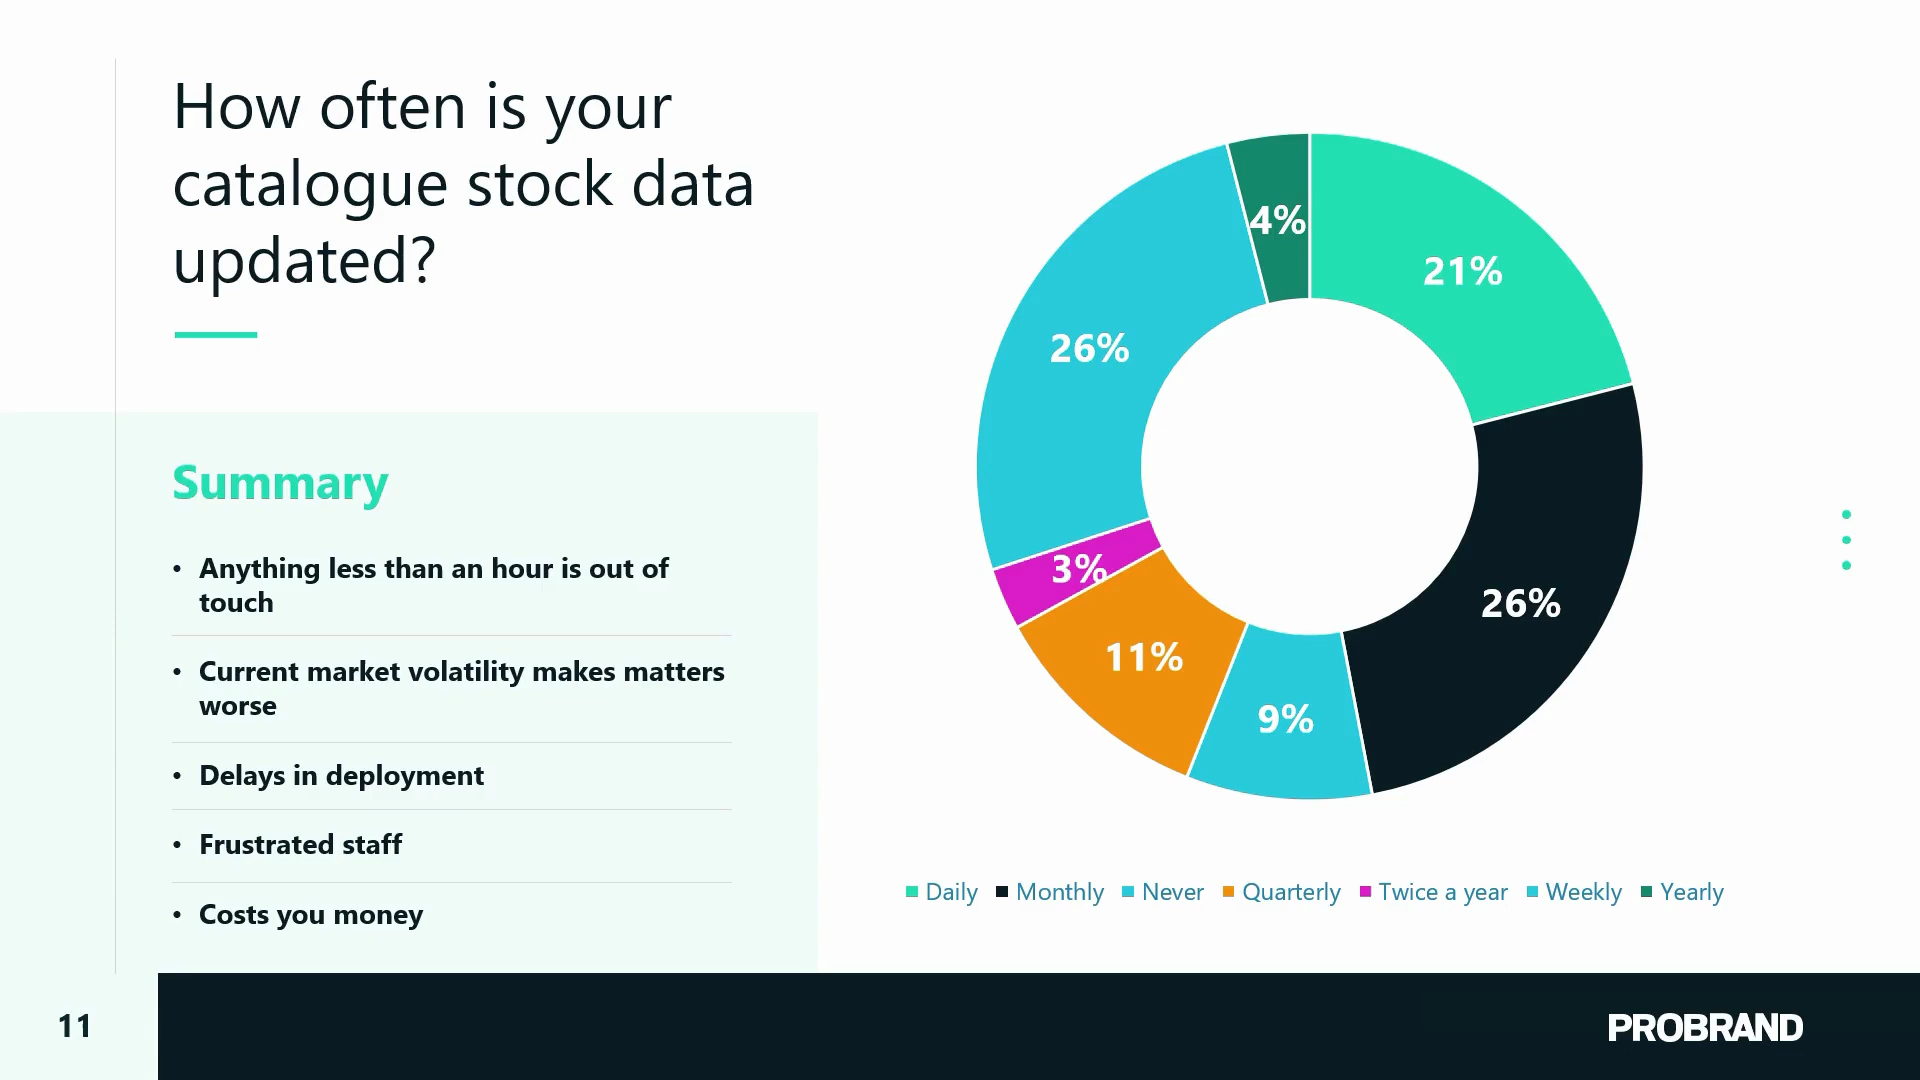 How often is your
catalogue stock data
updated?
Summary
• Anything less than an hour is out of
touch
• Current market volatility makes matters
worse
• Delays in deployment
• Frustrated staff
• Costs you money
4%
21%
26%
26%
3%
11%
9%
Daily Monthly Never Quarterly Twice a year Weekly Yearly
11
PROBRAND